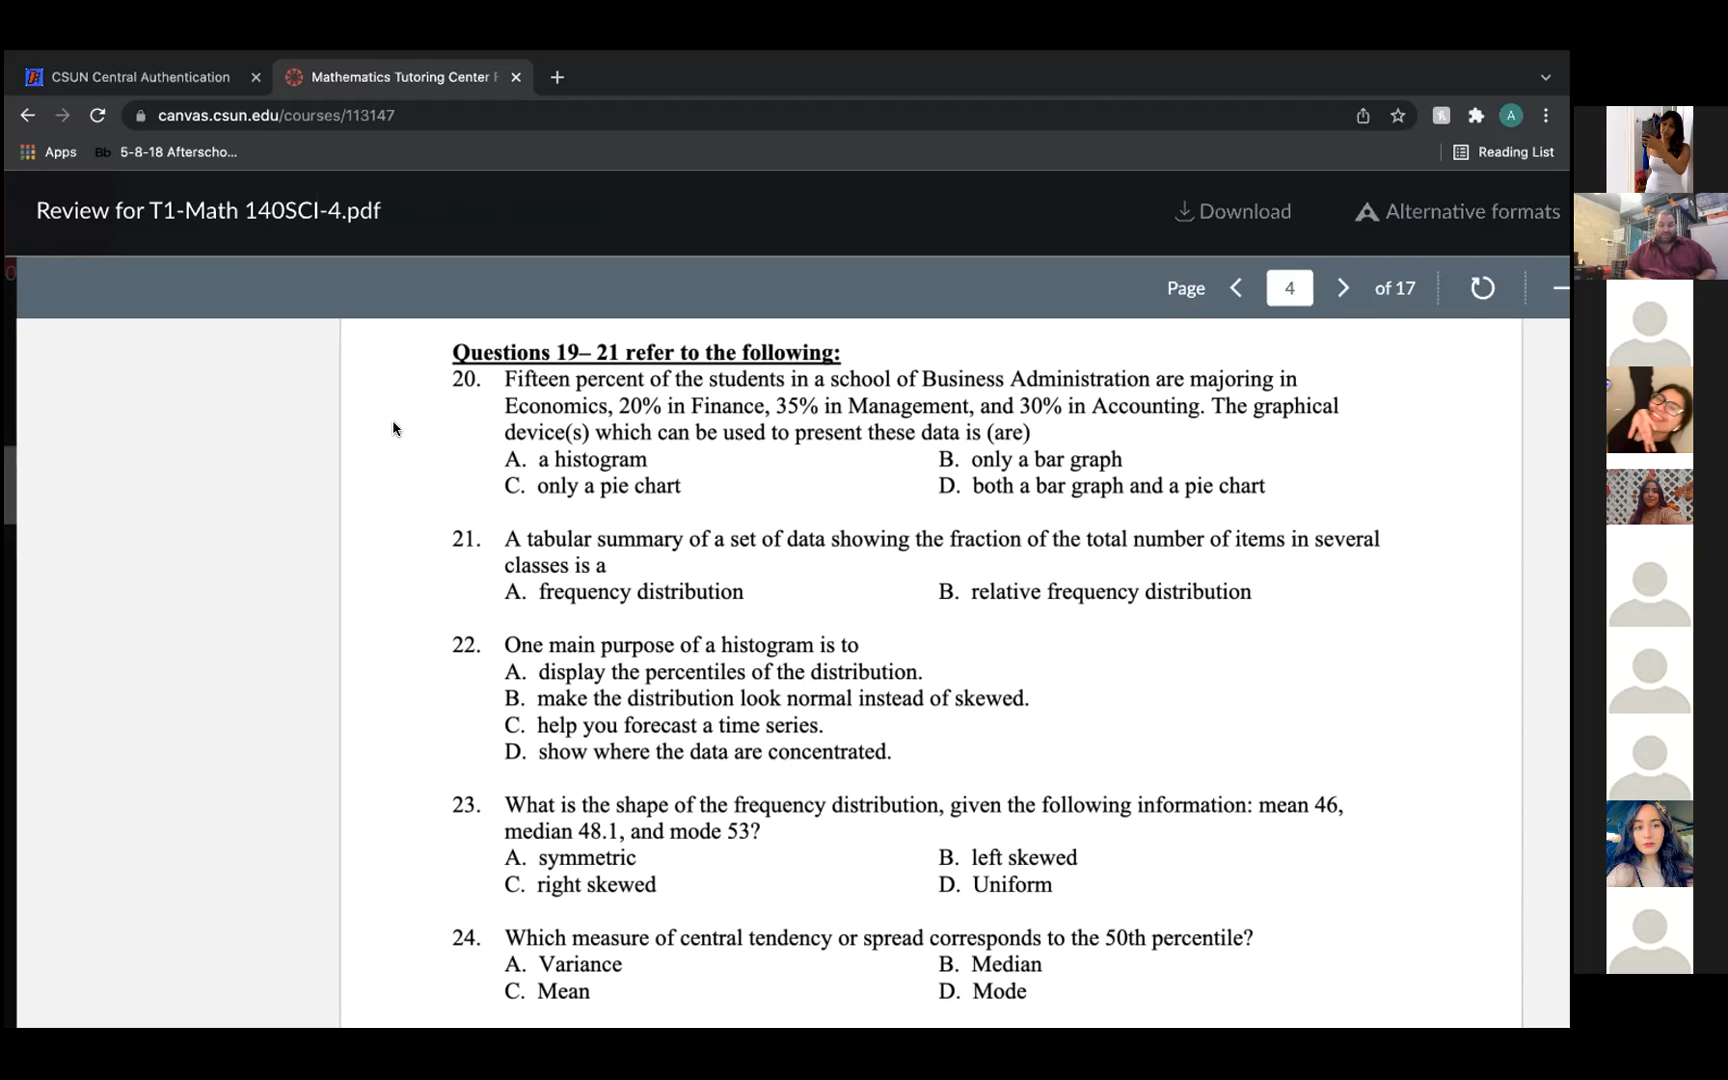 CSUN Central Authentication
Mathematics Tutoring Center
canvas.csun.edu/courses/113147
A
Apps
Bb 5-8-18 Afterscho...
Reading List
Review for T1-Math 140SCI-4.pdf
Download
Alternative formats
Page 4 of 17
Questions 19– 21 refer to the following:
20. Fifteen percent of the students in a school of Business Administration are majoring in
Economics, 20% in Finance, 35% in Management, and 30% in Accounting. The graphical
device(s) which can be used to present these data is (are)
A. a histogram B. only a bar graph
C. only a pie chart D. both a bar graph and a pie chart
21. A tabular summary of a set of data showing the fraction of the total number of items in several
classes is a
A. frequency distribution B. relative frequency distribution
22. One main purpose of a histogram is to
A. display the percentiles of the distribution.
B. make the distribution look normal instead of skewed.
C. help you forecast a time series.
D. show where the data are concentrated.
23. What is the shape of the frequency distribution, given the following information: mean 46,
median 48.1, and mode 53?
A. symmetric B. left skewed
C. right skewed D. Uniform
24. Which measure of central tendency or spread corresponds to the 50th percentile?
A. Variance B. Median
C. Mean D. Mode